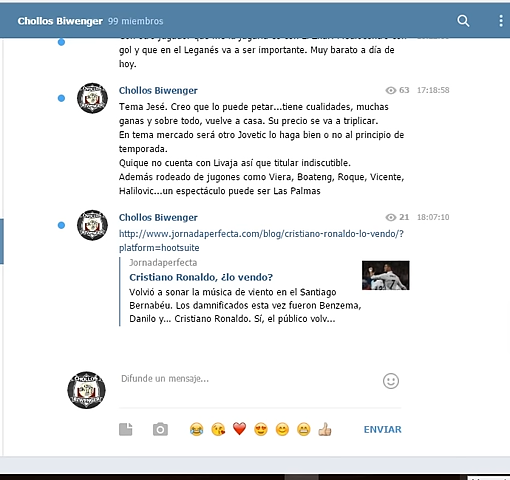 Chollos Biwenger 99 miembros
gol y que en el Leganés va a ser importante. Muy barato a día de
hoy.
Chollos Biwenger 63 17:18:58
Tema Jesé. Creo que lo puede petar...tiene cualidades, muchas
ganas y sobre todo, vuelve a casa. Su precio se va a triplicar.
En tema mercado será otro Jovetic lo haga bien o no al principio de
temporada.
Quique no cuenta con Livaja así que titular indiscutible.
Además rodeado de jugones como Viera, Boateng, Roque, Vicente,
Halilovic...un espectáculo puede ser Las Palmas
Chollos Biwenger 21 18:07:10
http://www.jornadaperfecta.com/blog/cristiano-ronaldo-lo-vendo/?
platform=hootsuite
Jornadaperfecta
Cristiano Ronaldo, ¿lo vendo?
Volvió a sonar la música de viento en el Santiago
Bernabéu. Los damnificados esta vez fueron Benzema,
Danilo y... Cristiano Ronaldo. Sí, el público volv...
CHOLLOS
BIWENGER
Difunde un mensaje...
ENVIAR